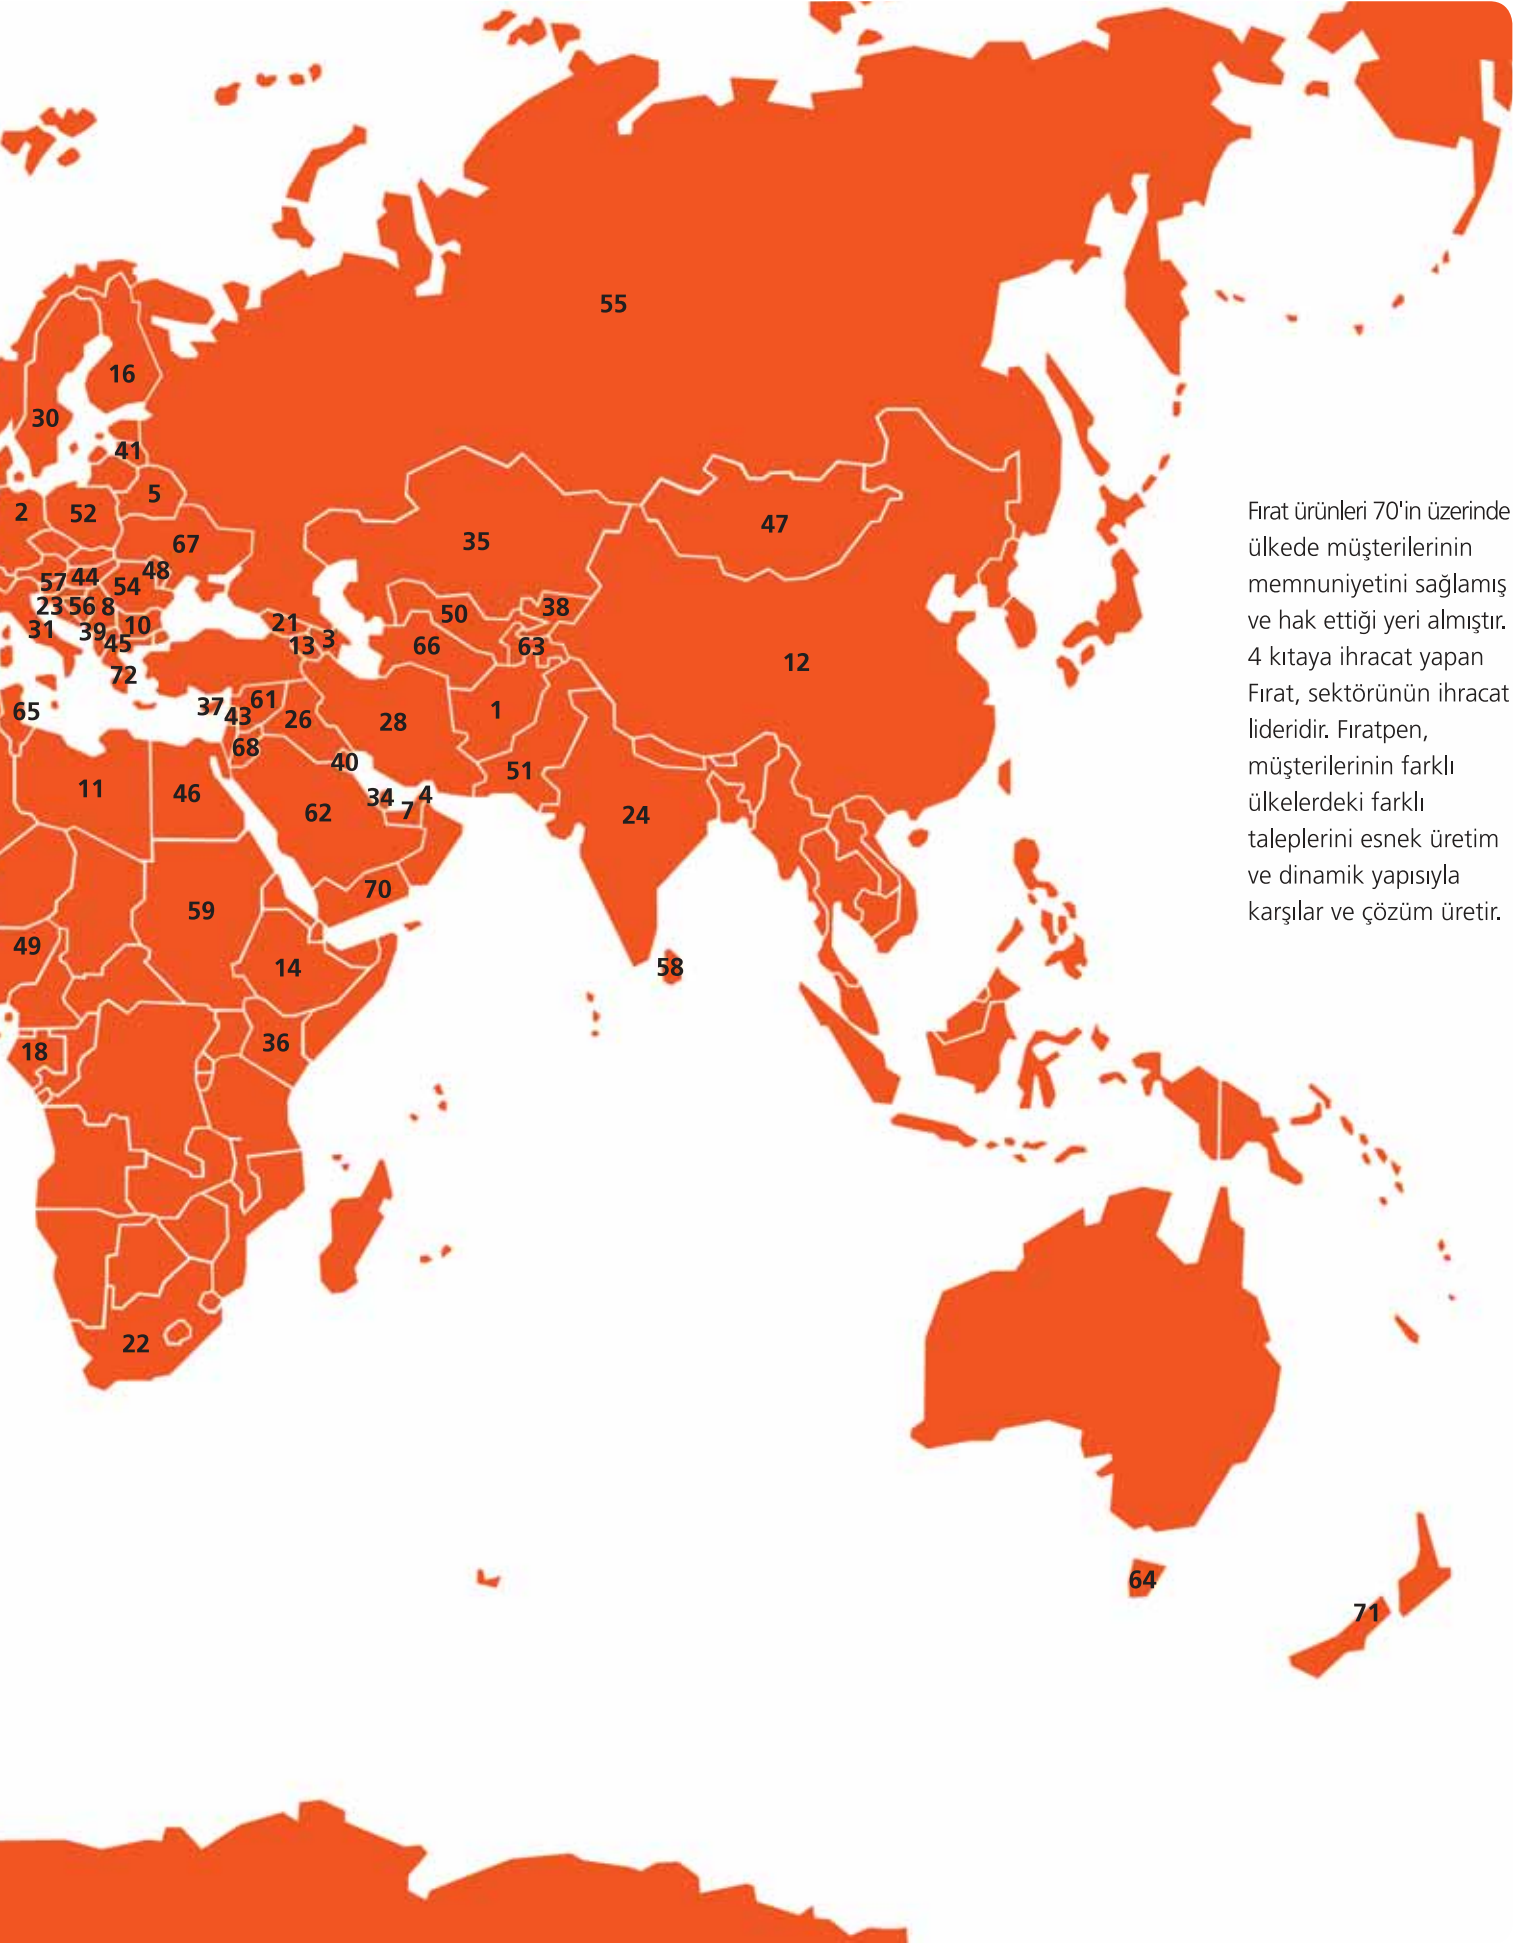 55
16
30
41
5
2 52
47
67
35
48
57 44 54
23 56 8
50 38
31 39 10
21
45
13 3
66 63
12
72
37 61
65
43 26
28
1
68
40
51
11 46
34 4
7
62
24
70
59
49
14
58
36
18
22
64
71
Fırat ürünleri 70'in üzerinde
ülkede müşterilerinin
memnuniyetini sağlamış
ve hak ettiği yeri almıştır.
4 kıtaya ihracat yapan
Fırat, sektörünün ihracat
lideridir. Fıratpen,
müşterilerinin farklı
ülkelerdeki farklı
taleplerini esnek üretim
ve dinamik yapısıyla
karşılar ve çözüm üretir.